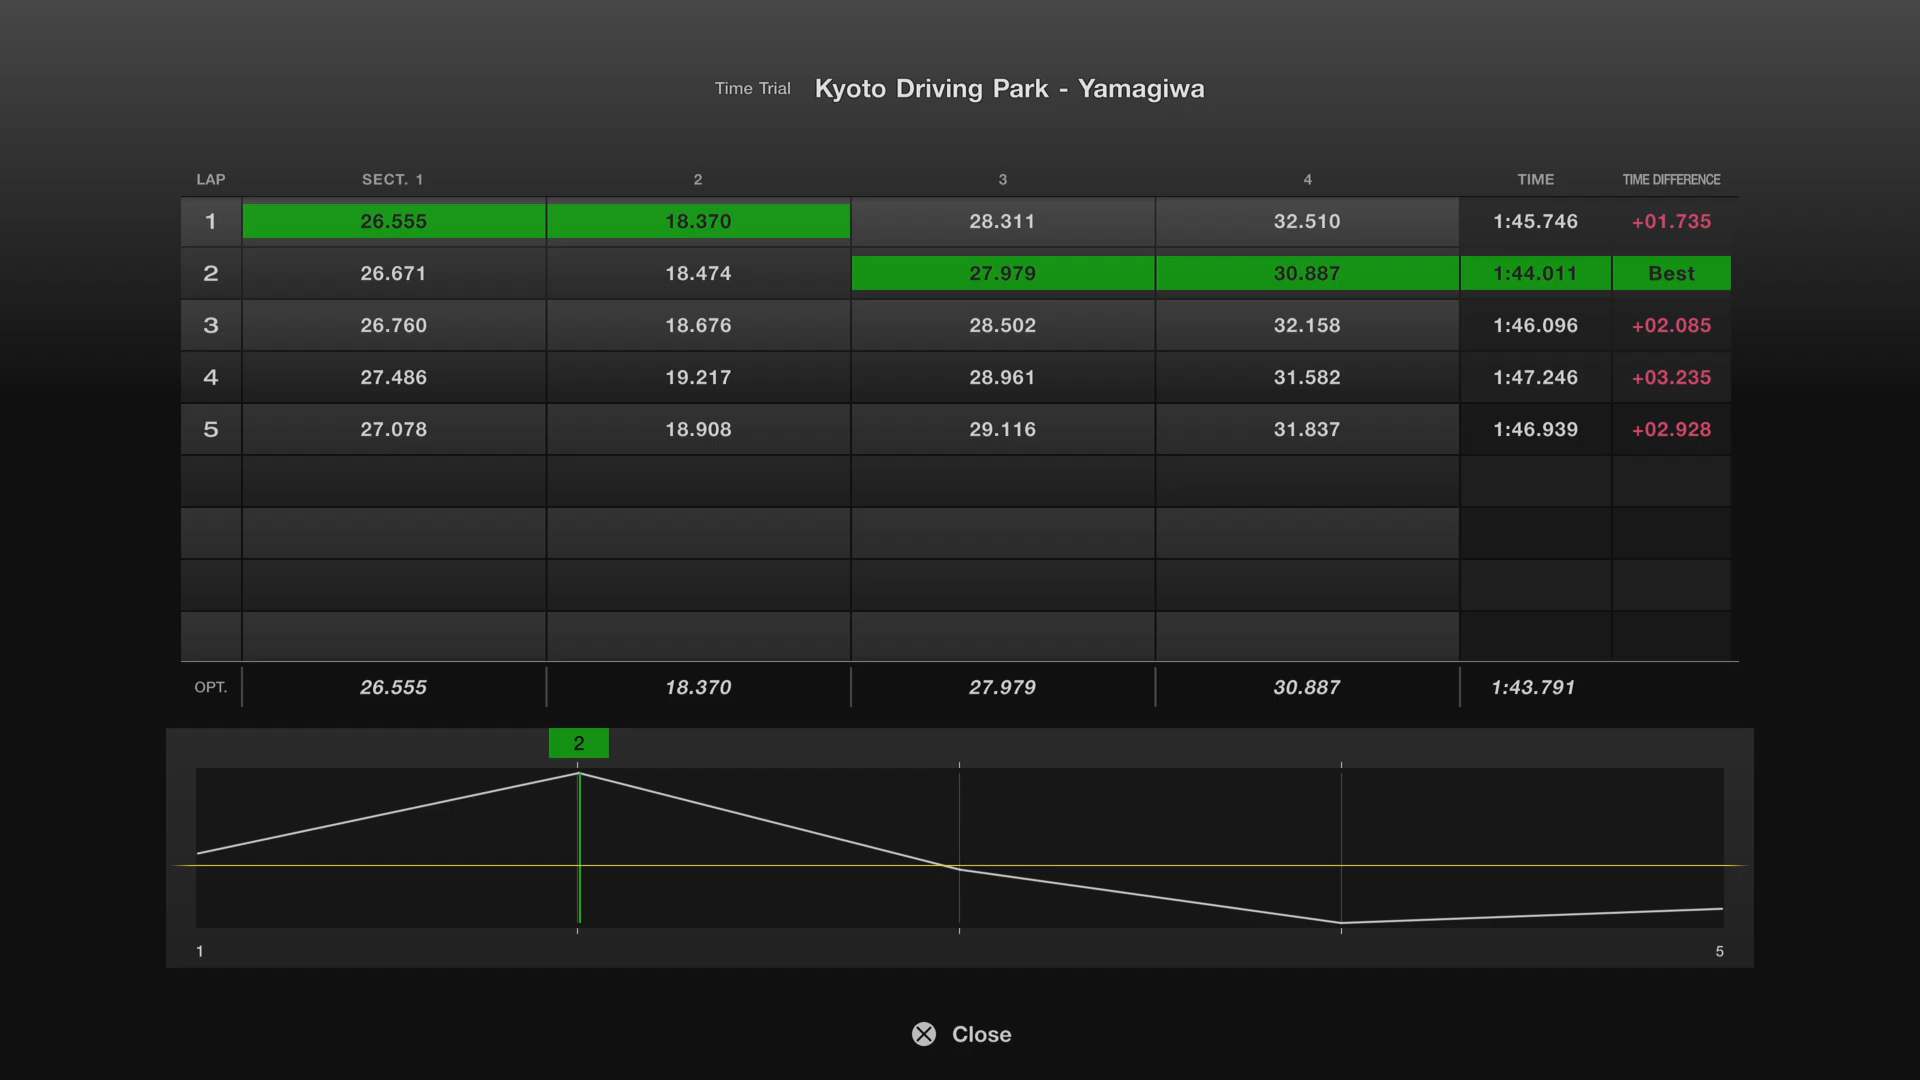 Time Trial Kyoto Driving Park - Yamagiwa
LAP SECT. 1 2 3 4 TIME TIME DIFFERENCE
1 26.555 18.370 28.311 32.510 1:45.746 +01.735
2 26.671 18.474 27.979 30.887 1:44.011 Best
3 26.760 18.676 28.502 32.158 1:46.096 +02.085
4 27.486 19.217 28.961 31.582 1:47.246 +03.235
5 27.078 18.908 29.116 31.837 1:46.939 +02.928
OPT. 26.555 18.370 27.979 30.887 1:43.791
2
1 5
Close